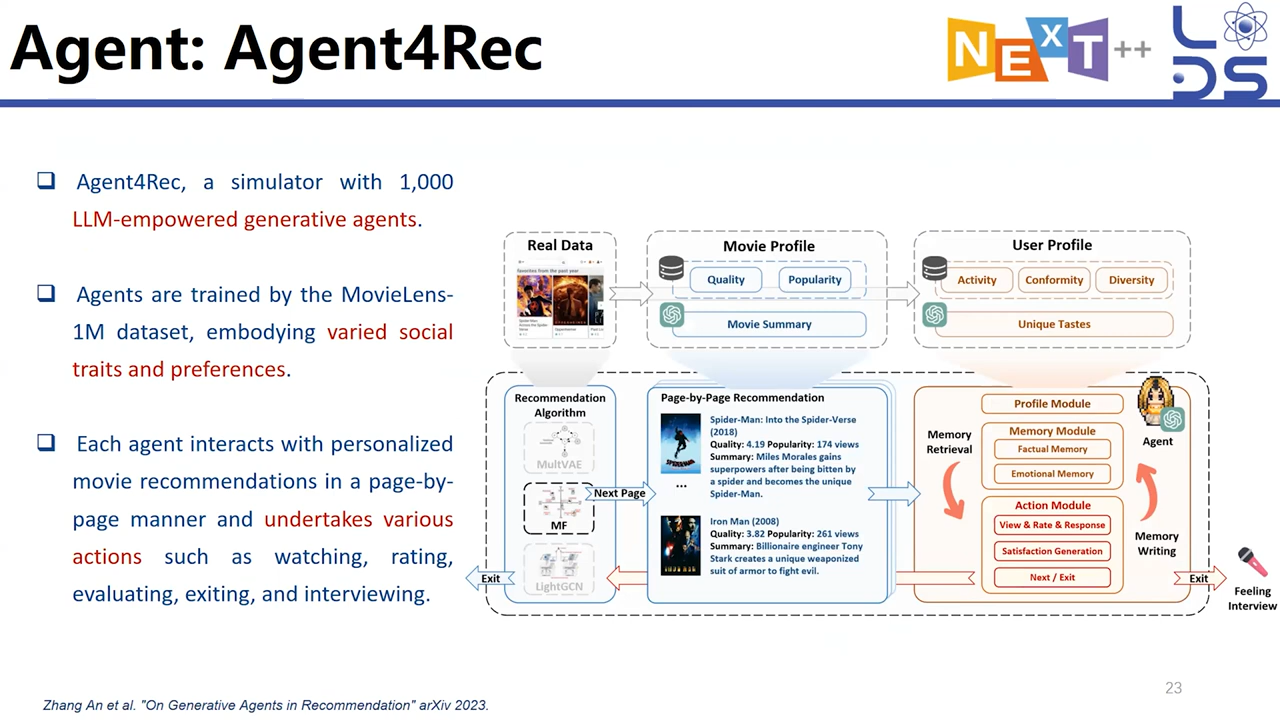 Agent: Agent4Rec
NExT++
LDS
Agent4Rec, a simulator with 1,000
LLM-empowered generative agents.
Agents are trained by the MovieLens-
1M dataset, embodying varied social
traits and preferences.
Each agent interacts with personalized
movie recommendations in a page-by-
page manner and undertakes various
actions such as watching, rating,
evaluating, exiting, and interviewing.
Real Data
favorites from the past year
Movie Profile
Quality
Popularity
Movie Summary
User Profile
Activity
Conformity
Diversity
Unique Tastes
Recommendation
Algorithm
MultVAE
MF
LightGCN
Next Page
Exit
Page-by-Page Recommendation
Spider-Man: Into the Spider-Verse
(2018)
Quality: 4.19 Popularity: 174 views
Summary: Miles Morales gains
superpowers after being bitten by
a spider and becomes the unique
Spider-Man.
...
Iron Man (2008)
Quality: 3.82 Popularity: 261 views
Summary: Billionaire engineer Tony
Stark creates a unique weaponized
suit of armor to fight evil.
Memory
Retrieval
Profile Module
Memory Module
Factual Memory
Emotional Memory
Action Module
View & Rate & Response
Satisfaction Generation
Next / Exit
Agent
Memory
Writing
Exit
Feeling
Interview
23
Zhang An et al. "On Generative Agents in Recommendation" arXiv 2023.